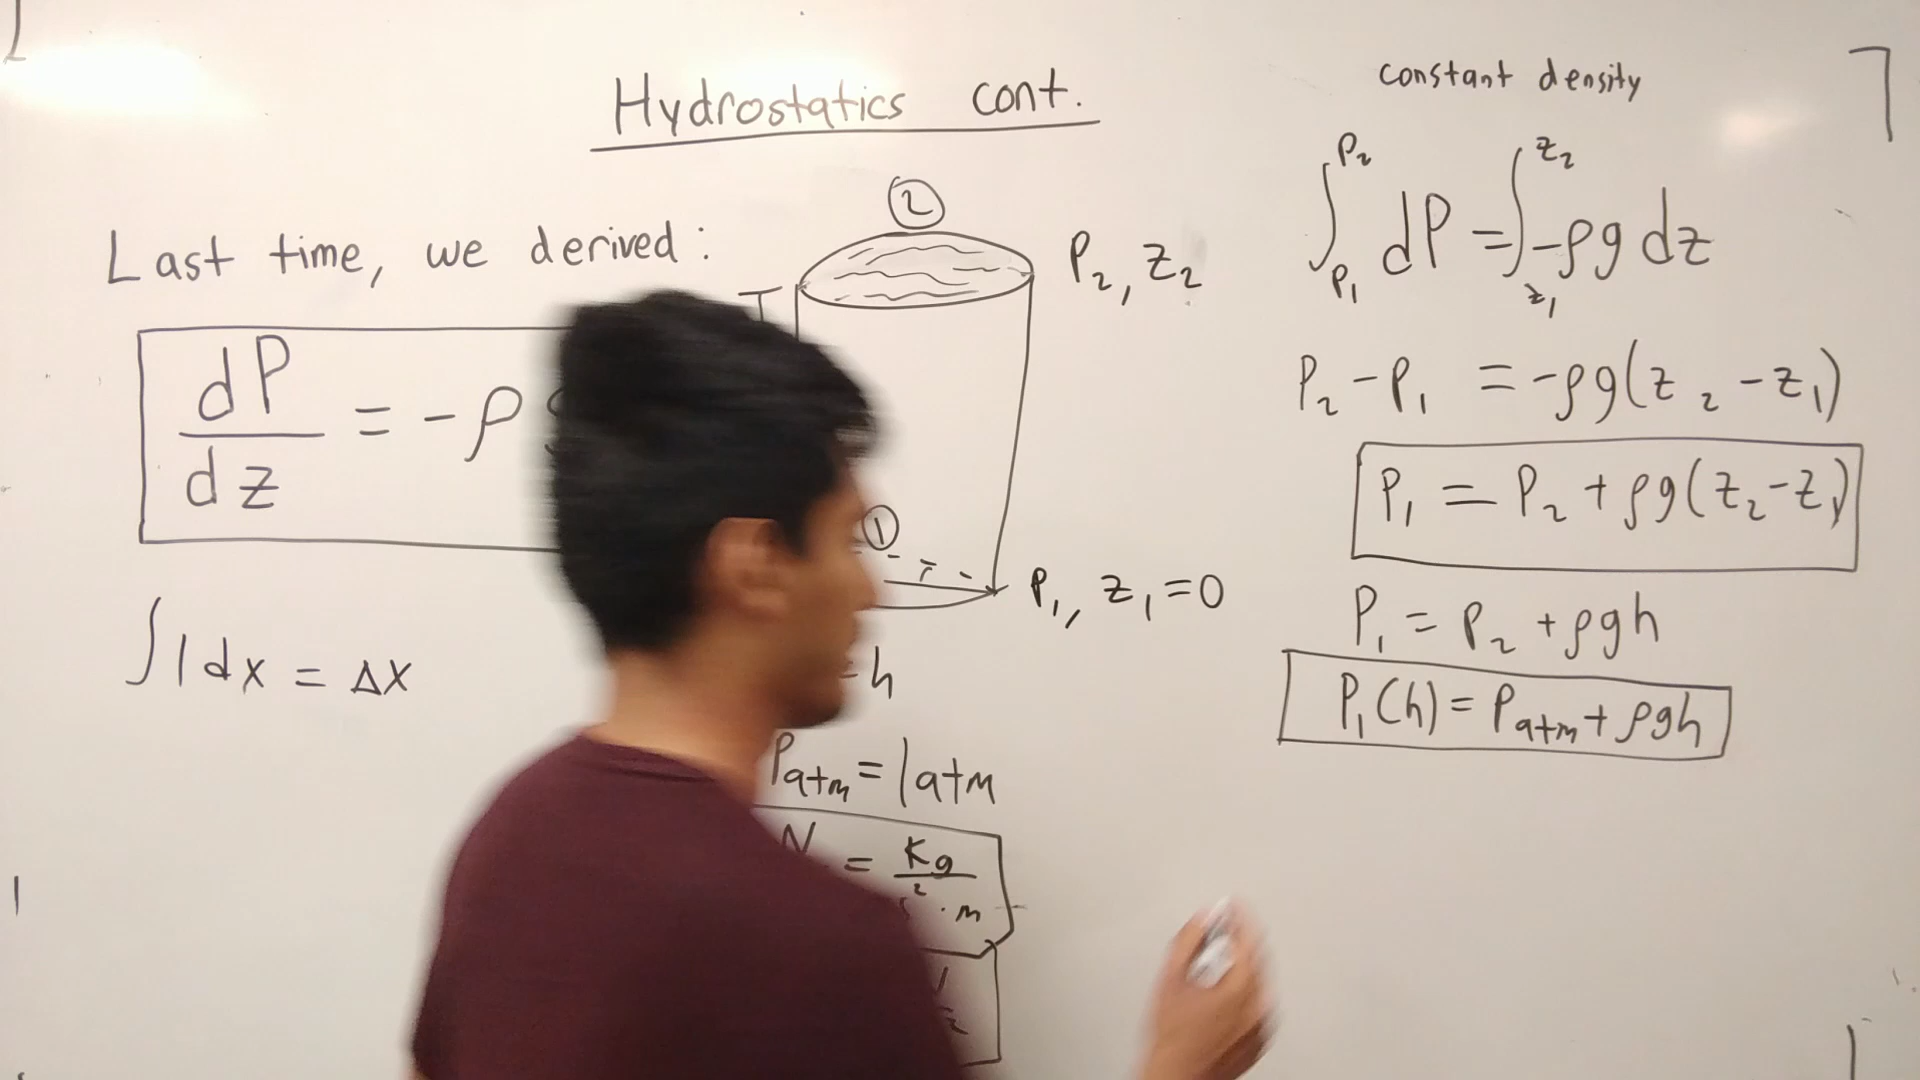 Hydrostatics cont.
Last time, we derived:
dP
dz
= -ρ
∫1dx = Δx
2
P₂, z₂
1
P₁, z₁=0
=h
Patm = 1atm
N
= Kg
² · m
constant density
∫ P₂ P₁ dP = ∫ z₂ z₁ -ρg dz
P₂ - P₁ = -ρg(z₂ - z₁)
P₁ = P₂ + ρg(z₂-z₁)
P₁ = P₂ + ρgh
P₁(h) = Patm + ρgh